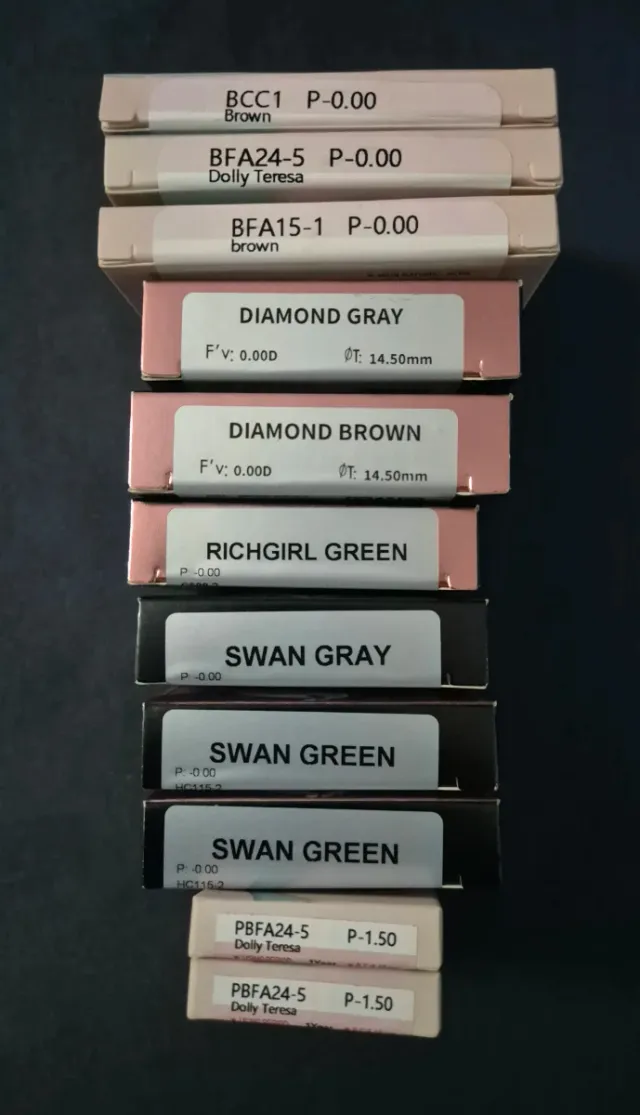 BCC1 P-0.00
Brown
BFA24-5 P-0.00
Dolly Teresa
BFA15-1 P-0.00
brown
DIAMOND GRAY
F'v: 0.00D ØT: 14.50mm
DIAMOND BROWN
F'v: 0.00D ØT: 14.50mm
RICHGIRL GREEN
P: -0.00
SWAN GRAY
P: -0.00
SWAN GREEN
P: -0.00
HC115-2
SWAN GREEN
P: -0.00
HC115-2
PBFA24-5 P-1.50
Dolly Teresa
PBFA24-5 P-1.50
Dolly Teresa